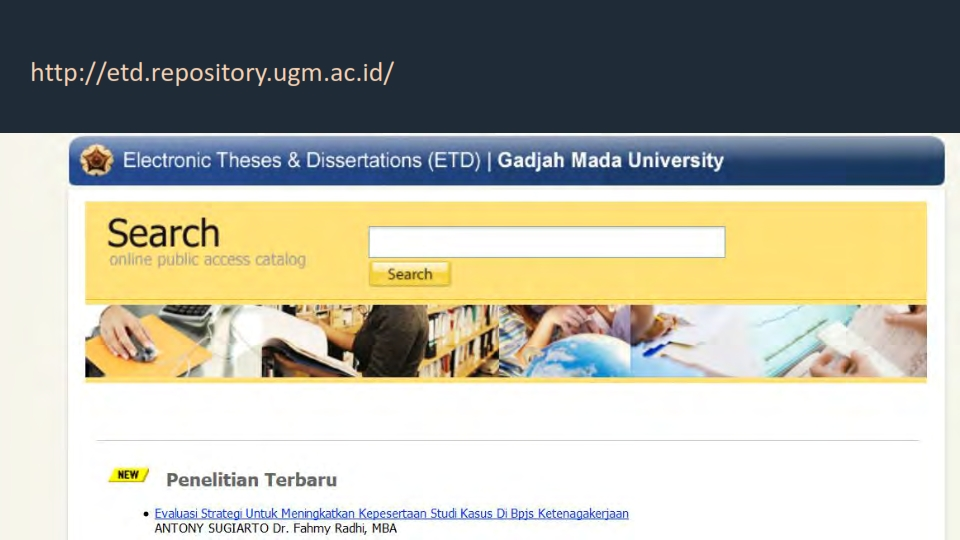 http://etd.repository.ugm.ac.id/
Electronic Theses & Dissertations (ETD) | Gadjah Mada University
Search
online public access catalog
Search
NEW
Penelitian Terbaru
• Evaluasi Strategi Untuk Meningkatkan Kepesertaan Studi Kasus Di Bpjs Ketenagakerjaan
ANTONY SUGIARTO Dr. Fahmy Radhi, MBA